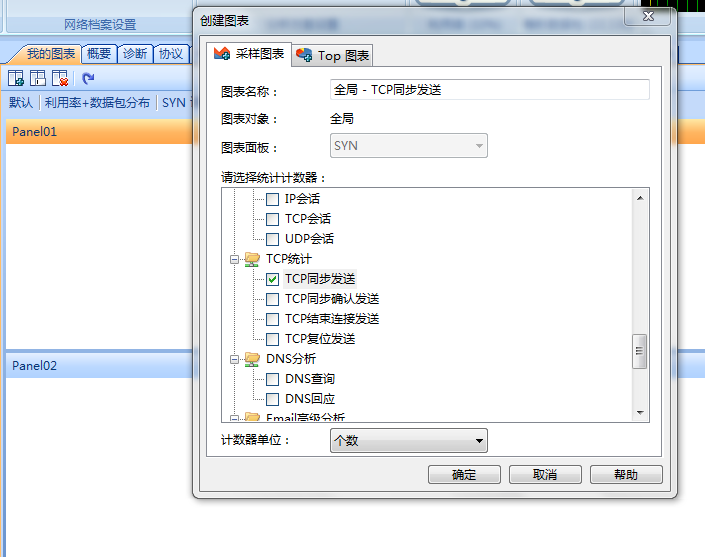 网络档案设置
创建图表
我的图表 概要 诊断 协议
采样图表 Top 图表
默认 利用率+数据包分布 SYN
图表名称： 全局 - TCP同步发送
图表对象： 全局
图表面板： SYN
Panel01
请选择统计计数器：
IP会话
TCP会话
UDP会话
TCP统计
TCP同步发送
TCP同步确认发送
TCP结束连接发送
TCP复位发送
Panel02
DNS分析
DNS查询
DNS回应
Email高级分析
计数器单位： 个数
确定 取消 帮助